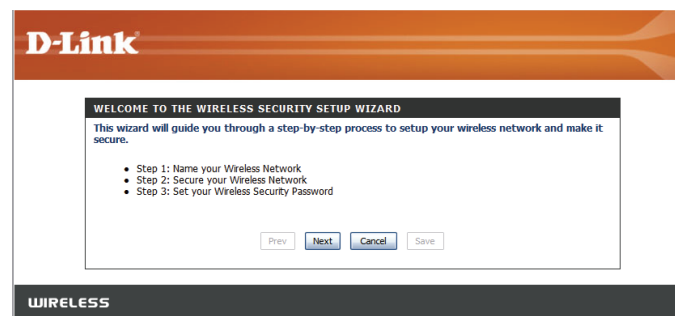 D-Link
WELCOME TO THE WIRELESS SECURITY SETUP WIZARD
This wizard will guide you through a step-by-step process to setup your wireless network and make it
secure.
• Step 1: Name your Wireless Network
• Step 2: Secure your Wireless Network
• Step 3: Set your Wireless Security Password
Prev Next Cancel Save
WIRELESS